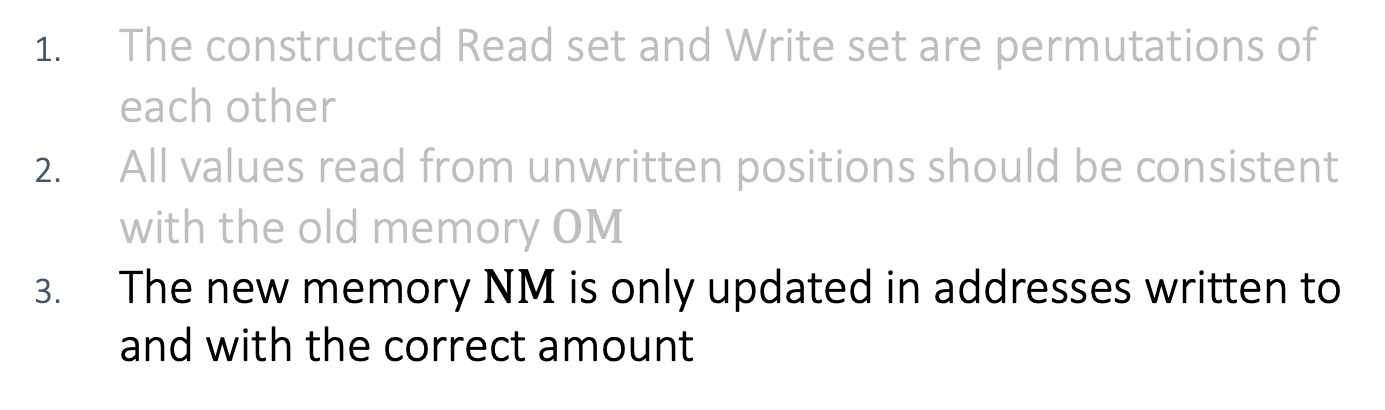 1. The constructed Read set and Write set are permutations of
each other
2. All values read from unwritten positions should be consistent
with the old memory OM
3. The new memory NM is only updated in addresses written to
and with the correct amount